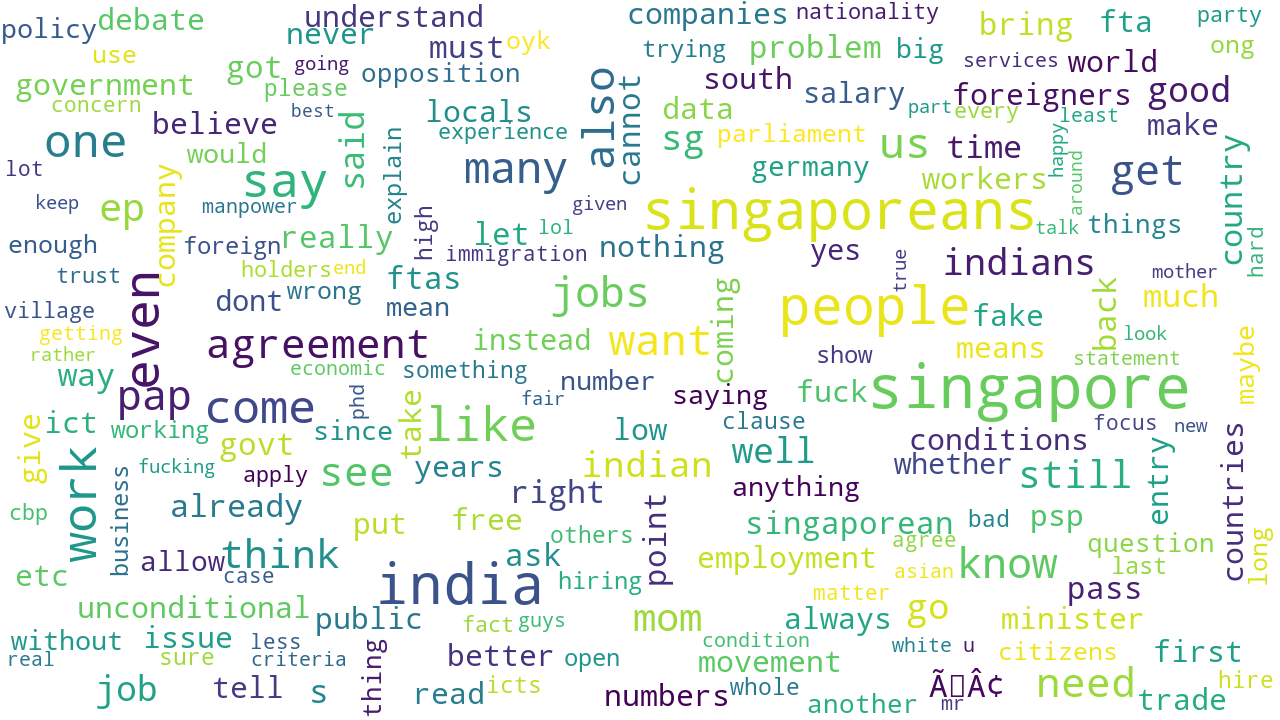 policy
debate
understand
never
must
oyk
companies
nationality
bring
fta
party
use
government
got
going
please
opposition
trying
problem
big
services
world
ong
concern
best
locals
experience
also
cannot
south
data
salary
foreigners
part
every
least
good
make
one
believe
would
said
explain
many
sg
parliament
us
time
happy
lot
say
germany
workers
around
get
country
keep
ep
company
manpower
given
singaporeans
talk
things
enough
foreign
really
high
let
lol
immigration
nothing
yes
true
indians
hard
trust
holders
end
ftas
mother
village
even
dont
wrong
mean
jobs
coming
people
fake
back
much
getting
rather
agreement
instead
want
show
means
look
statement
maybe
way
economic
something
number
saying
fuck
singapore
pap
come
phd
take
like
fair
clause
focus
new
give
ict
working
govt
since
low
well
conditions
whether
countries
work
business
fucking
apply
see
years
indian
anything
still
entry
cbp
already
right
point
put
free
others
singaporean
bad
psp
long
etc
allow
think
case
ask
hiring
employment
agree
asian
know
question
last
india
pass
unconditional
public
fact
guys
mom
matter
always
go
minister
without
issue
less
real
sure
criteria
thing
better
open
condition
movement
white
u
citizens
first
job
tell
s
read
icts
numbers
whole
another
mr
need
trade
hire